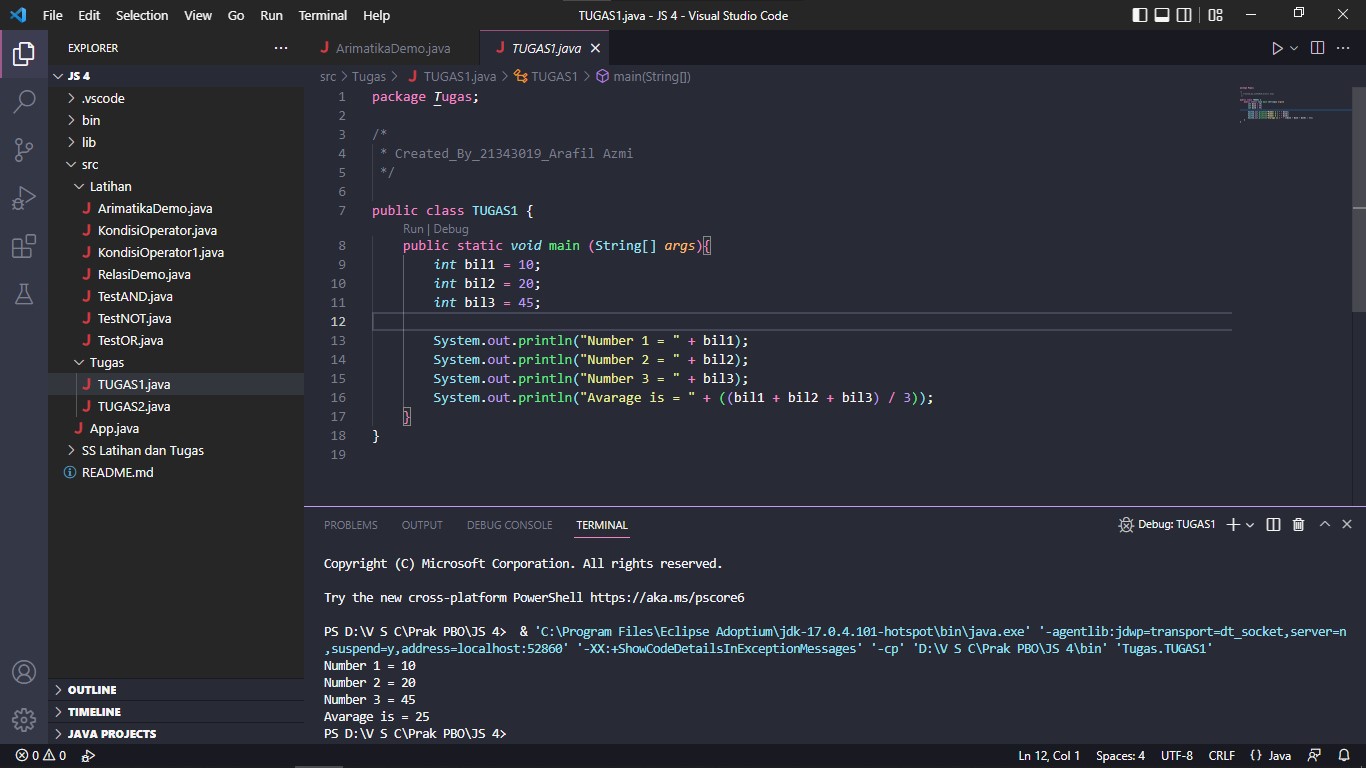 File Edit Selection View Go Run Terminal Help TUGAS1.java - JS 4 - Visual Studio Code
EXPLORER
JS 4
.vscode
bin
lib
src
Latihan
ArimatikaDemo.java
KondisiOperator.java
KondisiOperator1.java
RelasiDemo.java
TestAND.java
TestNOT.java
TestOR.java
Tugas
TUGAS1.java
TUGAS2.java
App.java
SS Latihan dan Tugas
README.md
OUTLINE
TIMELINE
JAVA PROJECTS
ArimatikaDemo.java TUGAS1.java
src > Tugas > TUGAS1.java > TUGAS1 > main(String[])
1 package Tugas;
2
3 /*
4 * Created_By_21343019_Arafil Azmi
5 */
6
7 public class TUGAS1 {
Run | Debug
8 public static void main (String[] args){
9 int bil1 = 10;
10 int bil2 = 20;
11 int bil3 = 45;
12
13 System.out.println("Number 1 = " + bil1);
14 System.out.println("Number 2 = " + bil2);
15 System.out.println("Number 3 = " + bil3);
16 System.out.println("Avarage is = " + ((bil1 + bil2 + bil3) / 3));
17 }
18 }
19
PROBLEMS OUTPUT DEBUG CONSOLE TERMINAL Debug: TUGAS1
Copyright (C) Microsoft Corporation. All rights reserved.
Try the new cross-platform PowerShell https://aka.ms/pscore6
PS D:\V S C\Prak PBO\JS 4> & 'C:\Program Files\Eclipse Adoptium\jdk-17.0.4.101-hotspot\bin\java.exe' '-agentlib:jdwp=transport=dt_socket,server=n
,suspend=y,address=localhost:52860' '-XX:+ShowCodeDetailsInExceptionMessages' '-cp' 'D:\V S C\Prak PBO\JS 4\bin' 'Tugas.TUGAS1'
Number 1 = 10
Number 2 = 20
Number 3 = 45
Avarage is = 25
PS D:\V S C\Prak PBO\JS 4>
0 0 Ln 12, Col 1 Spaces: 4 UTF-8 CRLF {} Java